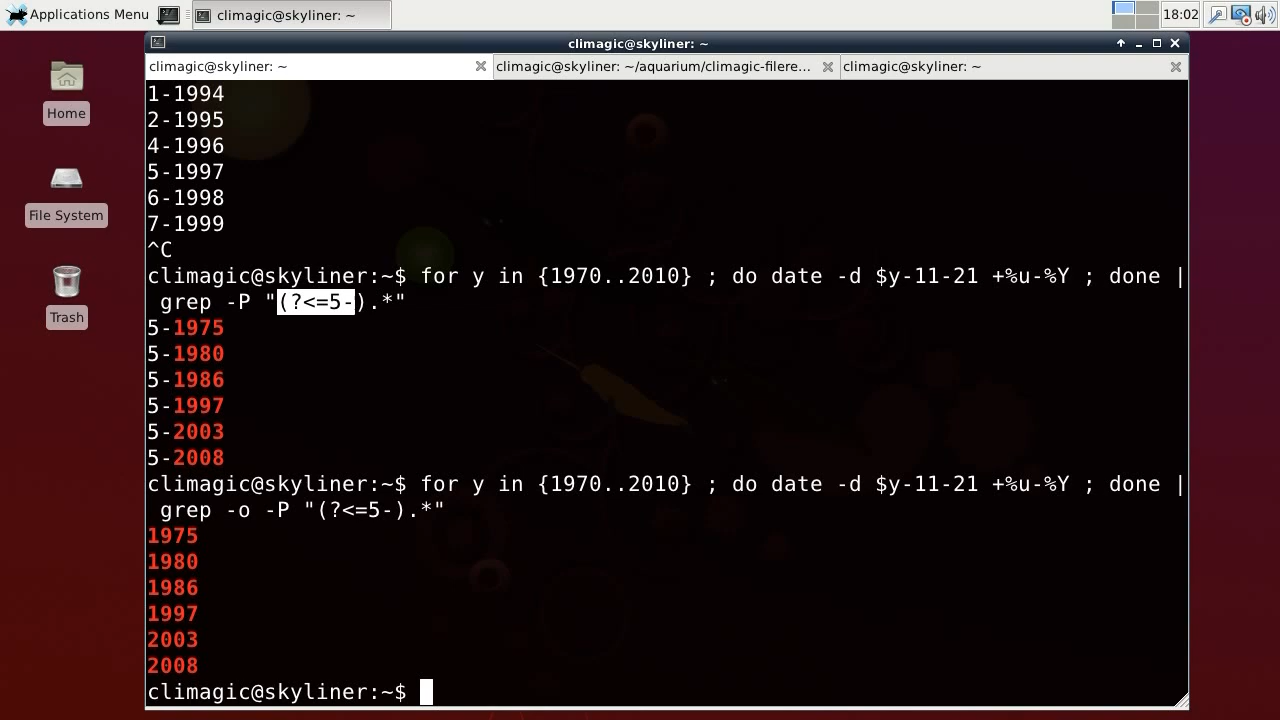 Applications Menu climagic@skyliner: ~ 18:02
climagic@skyliner: ~
climagic@skyliner: ~ climagic@skyliner: ~/aquarium/climagic-filere... climagic@skyliner: ~
Home
File System
Trash
1-1994
2-1995
4-1996
5-1997
6-1998
7-1999
^C
climagic@skyliner:~$ for y in {1970..2010} ; do date -d $y-11-21 +%u-%Y ; done |
grep -P "(?<=5-).*"
5-1975
5-1980
5-1986
5-1997
5-2003
5-2008
climagic@skyliner:~$ for y in {1970..2010} ; do date -d $y-11-21 +%u-%Y ; done |
grep -o -P "(?<=5-).*"
1975
1980
1986
1997
2003
2008
climagic@skyliner:~$